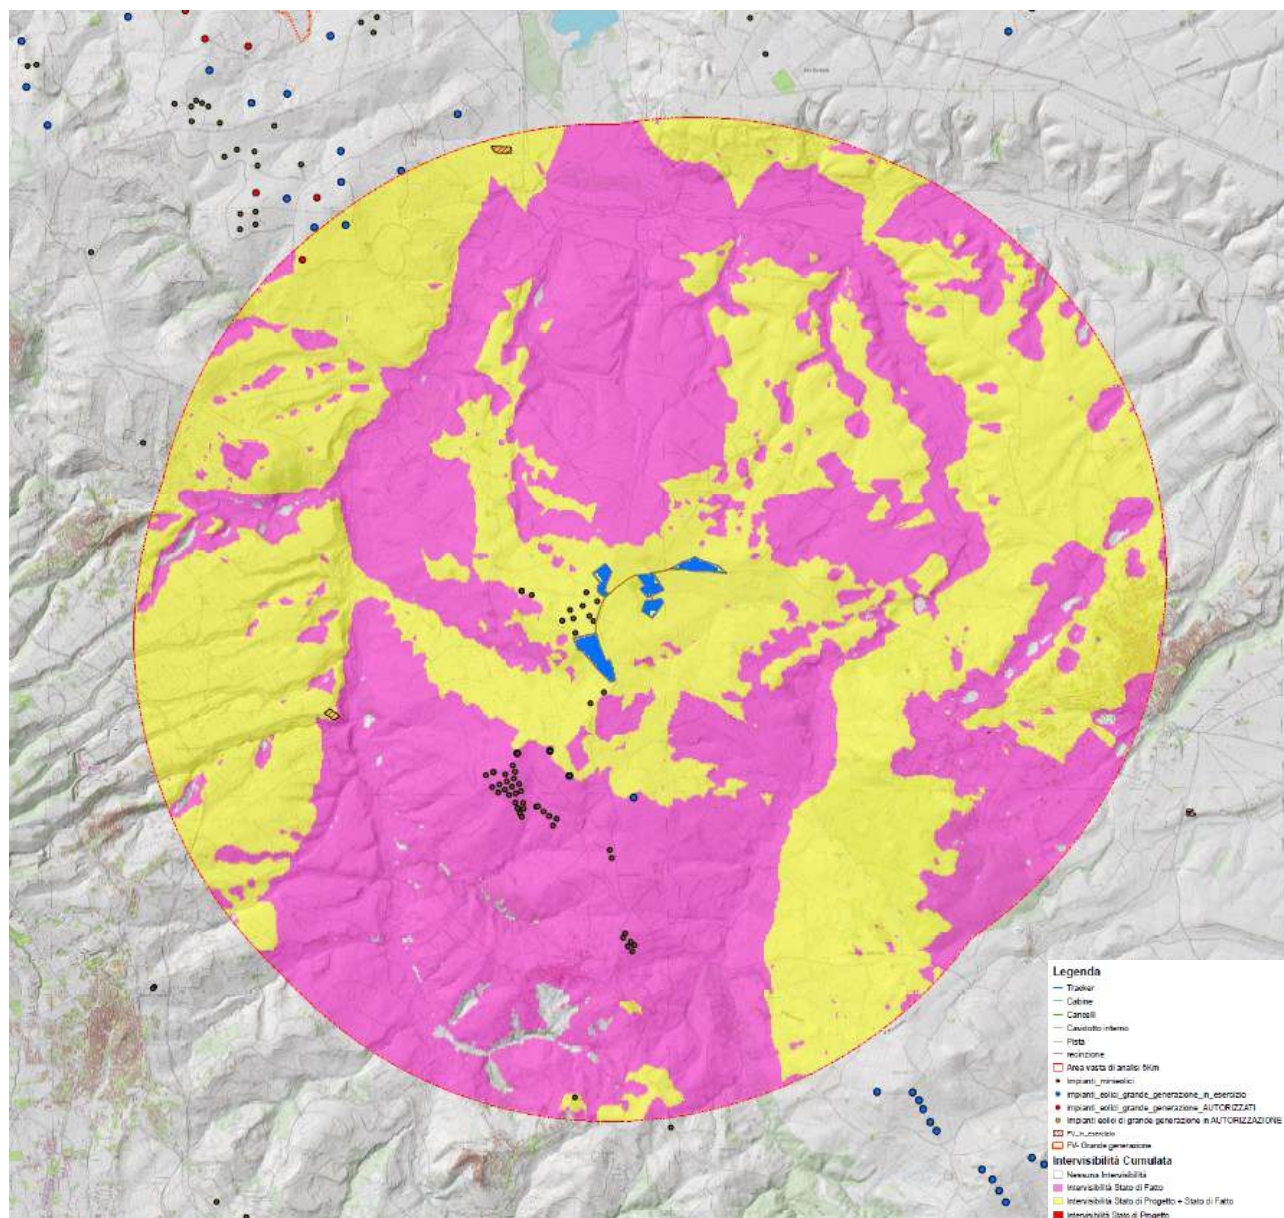 Legenda
Tracker
Cabine
Cancelli
Cavidotto interno
Pista
recinzione
Area vasta di analisi 5Km
Impianti_minieolici
Impianti_eolici_grande_generazione_in_esercizio
Impianti_eolici_grande_generazione_AUTORIZZATI
Impianti eolici di grande generazione in AUTORIZZAZIONE
FV_in_esercizio
FV- Grande generazione
Intervisibilità Cumulata
Nessuna Intervisibilità
Intervisibilità Stato di Fatto
Intervisibilità Stato di Progetto + Stato di Fatto
Intervisibilità Stato di Progetto